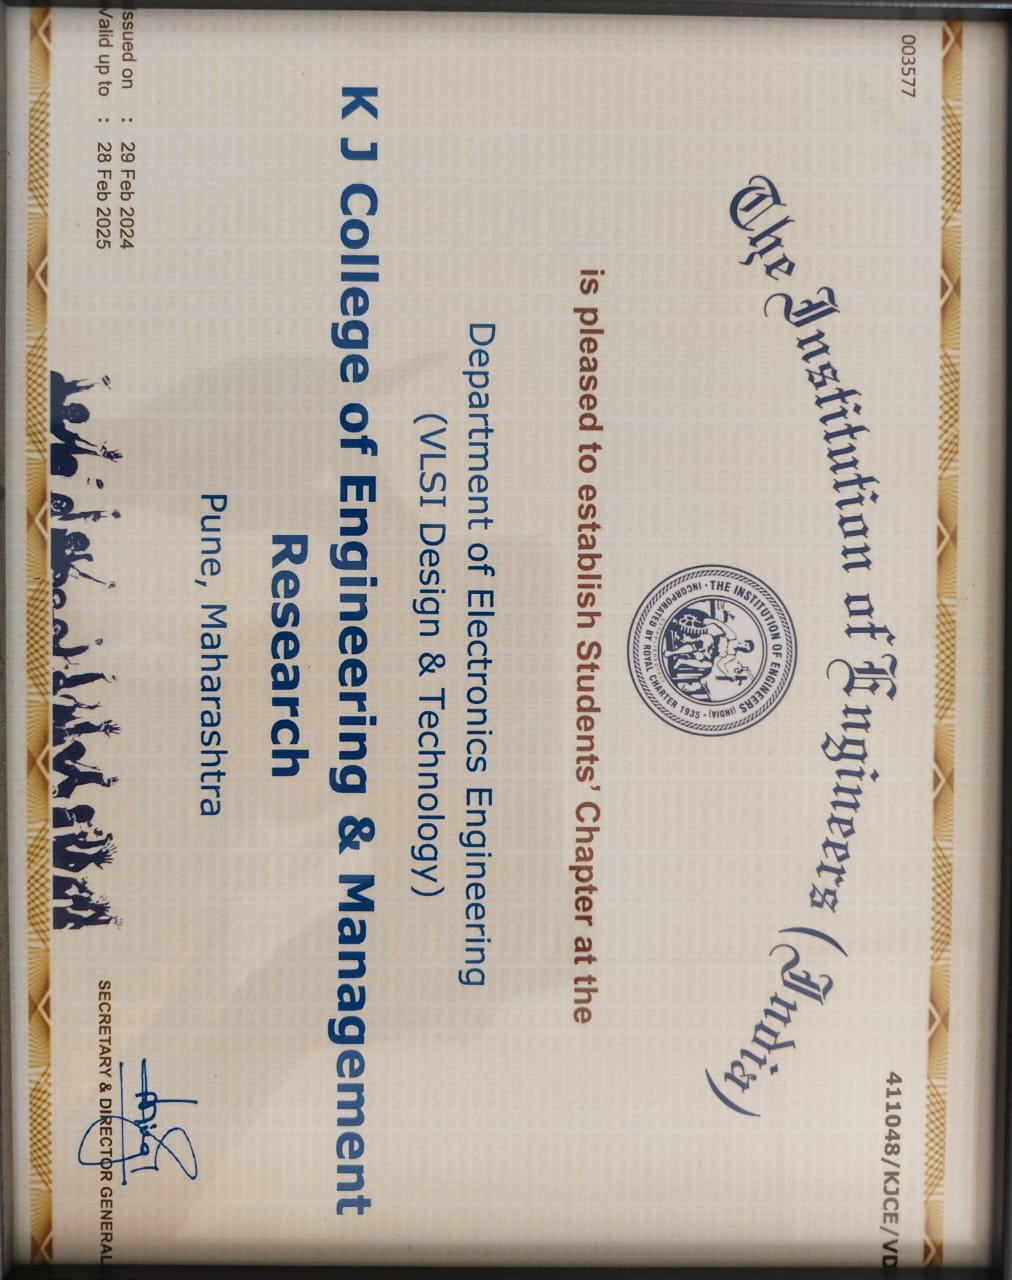 003577
411048/KJCE/VD
The Institution of Engineers (India)
THE INSTITUTION OF ENGINEERS (INDIA) · INCORPORATED BY ROYAL CHARTER 1935 ·
is pleased to establish Students’ Chapter at the
Department of Electronics Engineering
(VLSI Design & Technology)
K J College of Engineering & Management
Research
Pune, Maharashtra
ssued on : 29 Feb 2024
Valid up to : 28 Feb 2025
SECRETARY & DIRECTOR GENERAL